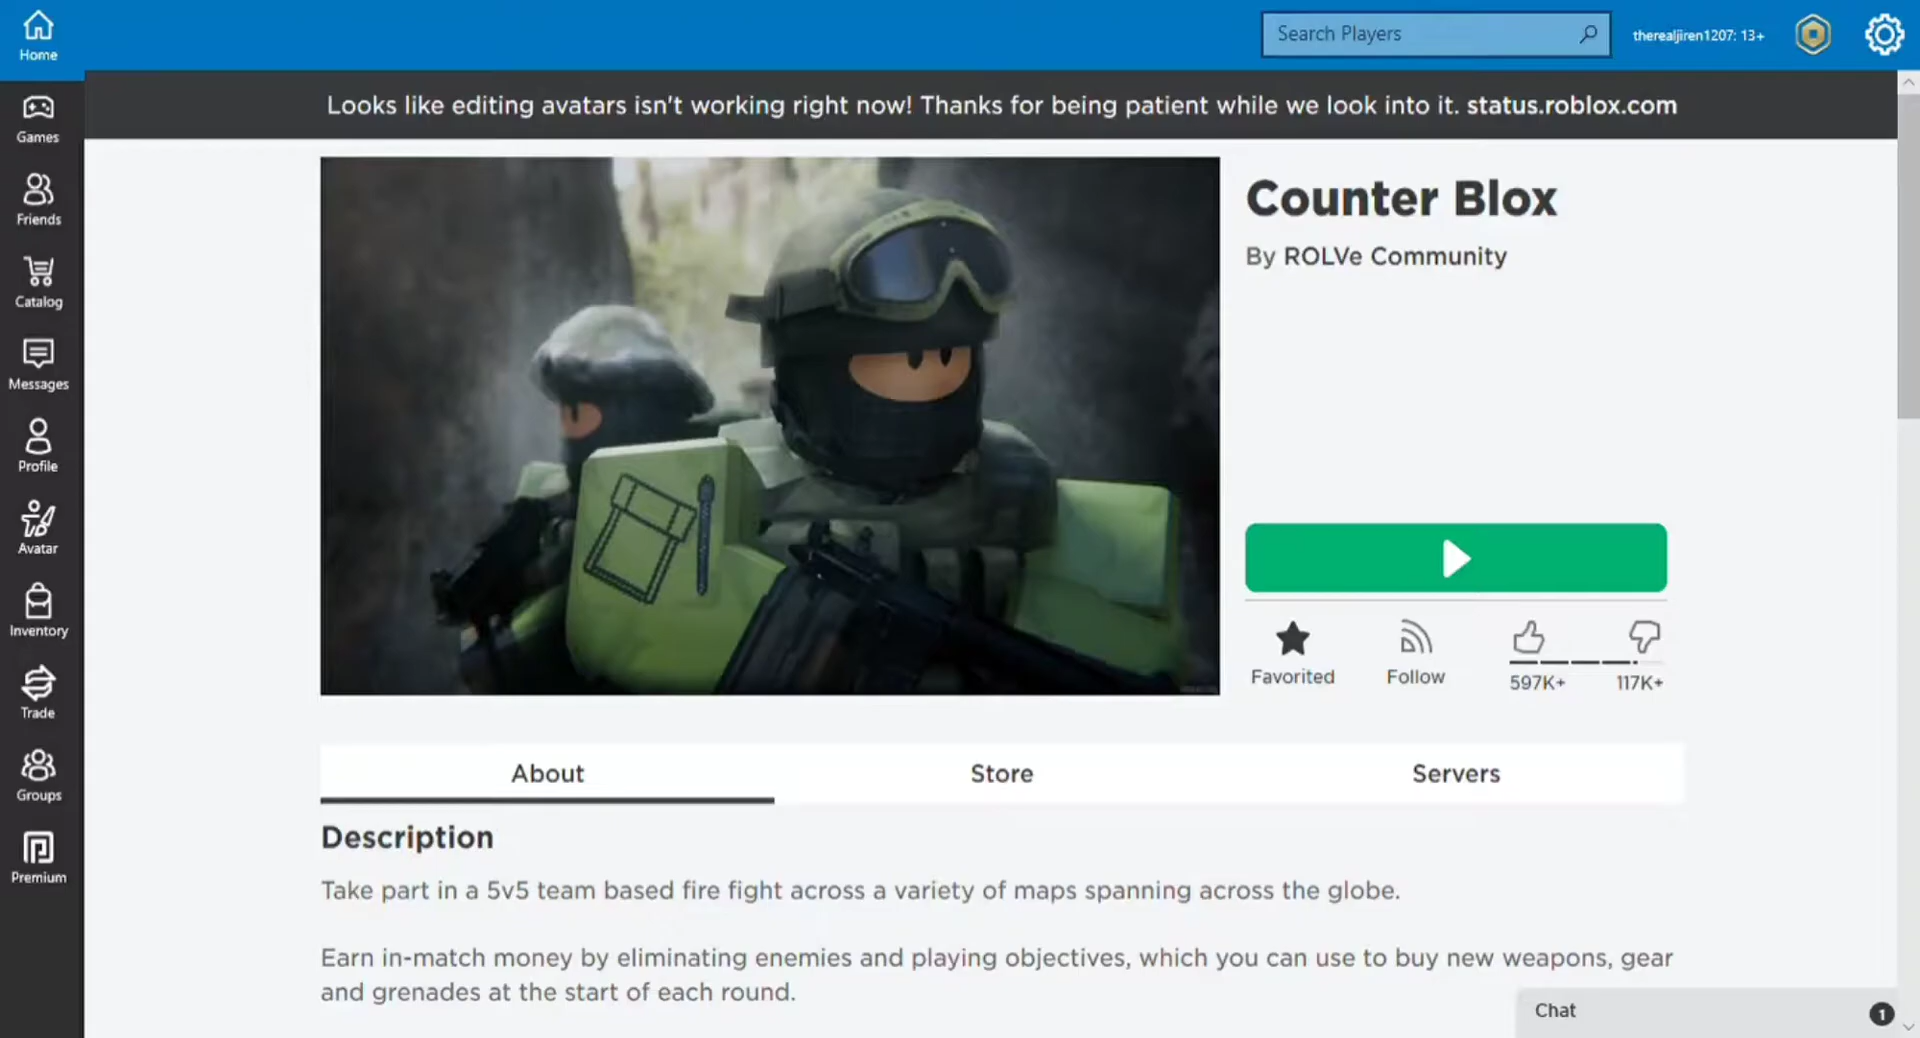 Home
Search Players
therealjiren1207: 13+
Looks like editing avatars isn't working right now! Thanks for being patient while we look into it. status.roblox.com
Games
Friends
Catalog
Messages
Profile
Avatar
Inventory
Trade
Groups
Premium
Counter Blox
By ROLVe Community
Favorited
Follow
597K+
117K+
About
Store
Servers
Description
Take part in a 5v5 team based fire fight across a variety of maps spanning across the globe.
Earn in-match money by eliminating enemies and playing objectives, which you can use to buy new weapons, gear
and grenades at the start of each round.
Chat
1